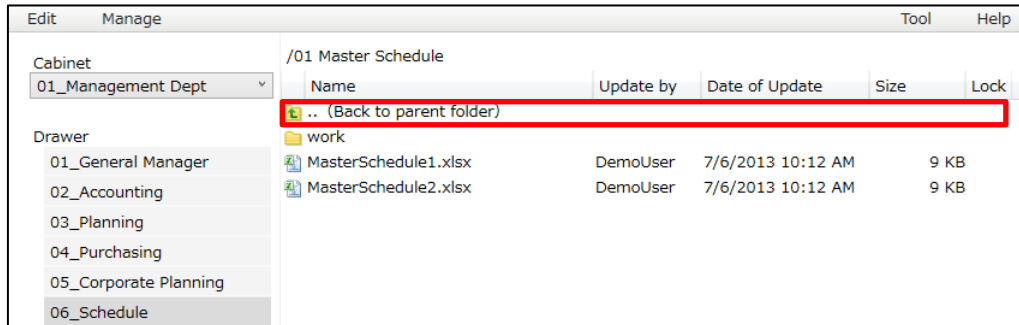 Edit Manage Tool Help
Cabinet
01_Management Dept
Drawer
01_General Manager
02_Accounting
03_Planning
04_Purchasing
05_Corporate Planning
06_Schedule
/01 Master Schedule
Name Update by Date of Update Size Lock
.. (Back to parent folder)
work
MasterSchedule1.xlsx DemoUser 7/6/2013 10:12 AM 9 KB
MasterSchedule2.xlsx DemoUser 7/6/2013 10:12 AM 9 KB